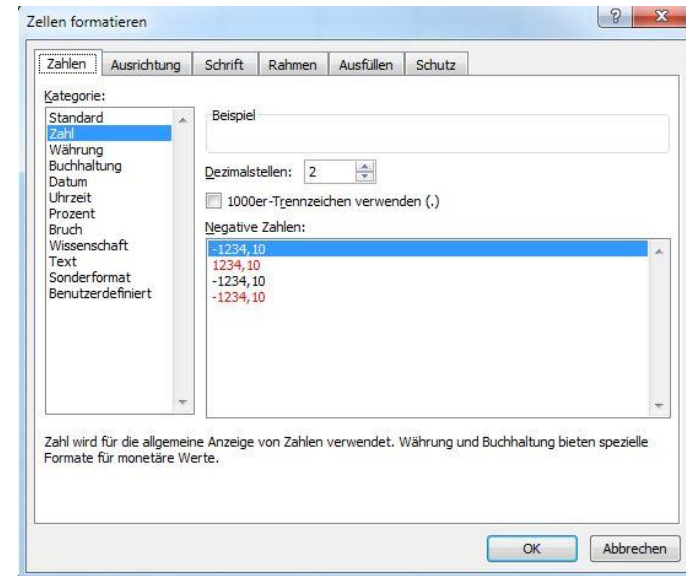 Zellen formatieren
Zahlen Ausrichtung Schrift Rahmen Ausfüllen Schutz
Kategorie:
Standard
Zahl
Währung
Buchhaltung
Datum
Uhrzeit
Prozent
Bruch
Wissenschaft
Text
Sonderformat
Benutzerdefiniert
Beispiel
Dezimalstellen: 2
1000er-Trennzeichen verwenden (.)
Negative Zahlen:
-1234,10
1234,10
-1234,10
-1234,10
Zahl wird für die allgemeine Anzeige von Zahlen verwendet. Währung und Buchhaltung bieten spezielle
Formate für monetäre Werte.
OK Abbrechen